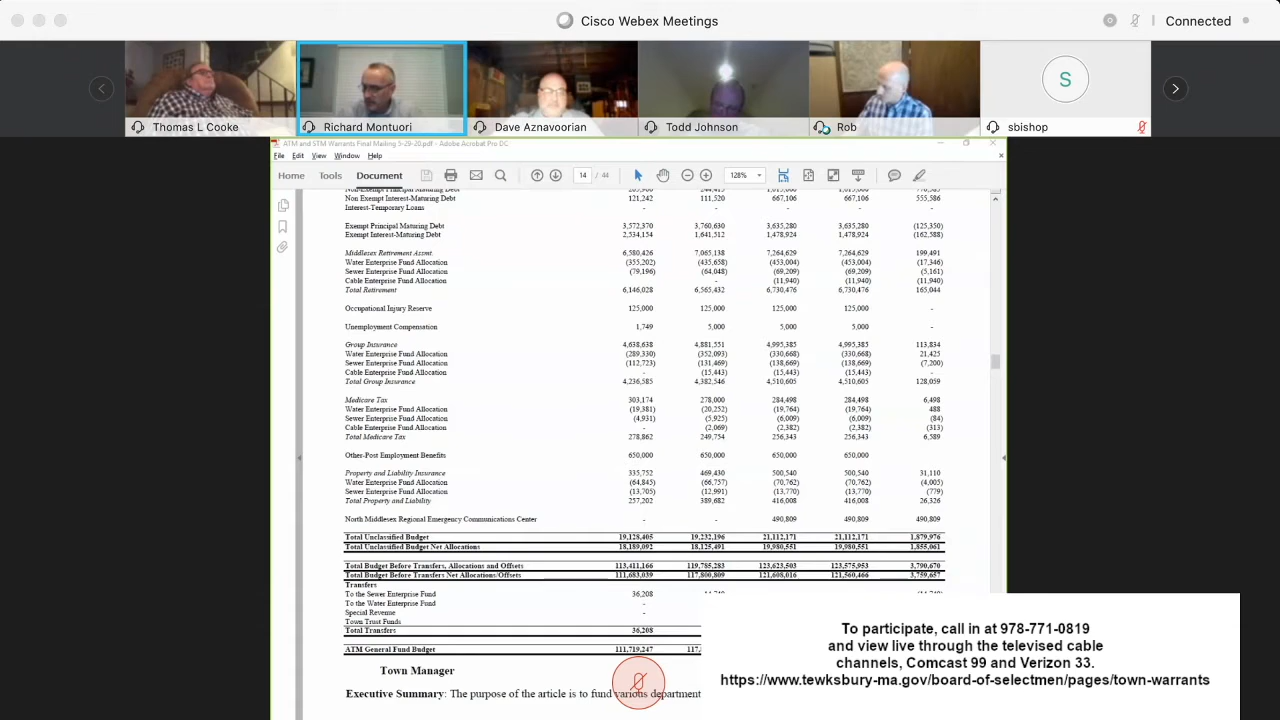 Cisco Webex Meetings
Connected
S
Thomas L Cooke
Richard Montuori
Dave Aznavoorian
Todd Johnson
Rob
sbishop
ATM and STM Warrants Final Mailing 5-29-20.pdf - Adobe Acrobat Pro DC
File Edit View Window Help
Home Tools Document 14 / 44 128%
Non-Exempt Principal Maturing Debt
Non Exempt Interest-Maturing Debt 121,242 111,520 667,106 667,106 555,586
Interest-Temporary Loans - - - - -
Exempt Principal Maturing Debt 3,572,370 3,760,630 3,635,280 3,635,280 (125,350)
Exempt Interest-Maturing Debt 2,534,154 1,641,512 1,478,924 1,478,924 (162,588)
Middlesex Retirement Assmt. 6,580,426 7,065,138 7,264,629 7,264,629 199,491
Water Enterprise Fund Allocation (355,202) (435,658) (453,004) (453,004) (17,346)
Sewer Enterprise Fund Allocation (79,196) (64,048) (69,209) (69,209) (5,161)
Cable Enterprise Fund Allocation - (11,940) (11,940) (11,940)
Total Retirement 6,146,028 6,565,432 6,730,476 6,730,476 165,044
Occupational Injury Reserve 125,000 125,000 125,000 125,000 -
Unemployment Compensation 1,749 5,000 5,000 5,000 -
Group Insurance 4,638,638 4,881,551 4,995,385 4,995,385 113,834
Water Enterprise Fund Allocation (289,330) (352,093) (330,668) (330,668) 21,425
Sewer Enterprise Fund Allocation (112,723) (131,469) (138,669) (138,669) (7,200)
Cable Enterprise Fund Allocation - (15,443) (15,443) (15,443) -
Total Group Insurance 4,236,585 4,382,546 4,510,605 4,510,605 128,059
Medicare Tax 303,174 278,000 284,498 284,498 6,498
Water Enterprise Fund Allocation (19,381) (20,252) (19,764) (19,764) 488
Sewer Enterprise Fund Allocation (4,931) (5,925) (6,009) (6,009) (84)
Cable Enterprise Fund Allocation - (2,069) (2,382) (2,382) (313)
Total Medicare Tax 278,862 249,754 256,343 256,343 6,589
Other-Post Employment Benefits 650,000 650,000 650,000 650,000
Property and Liability Insurance 335,752 469,430 500,540 500,540 31,110
Water Enterprise Fund Allocation (64,845) (66,757) (70,762) (70,762) (4,005)
Sewer Enterprise Fund Allocation (13,705) (12,991) (13,770) (13,770) (779)
Total Property and Liability 257,202 389,682 416,008 416,008 26,326
North Middlesex Regional Emergency Communications Center - - 490,809 490,809 490,809
Total Unclassified Budget 19,128,405 19,232,196 21,112,171 21,112,171 1,879,976
Total Unclassified Budget Net Allocations 18,189,092 18,125,491 19,980,551 19,980,551 1,855,061
Total Budget Before Transfers, Allocations and Offsets 113,411,166 119,785,283 123,623,503 123,575,953 3,790,670
Total Budget Before Transfers Net Allocations/Offsets 111,683,039 117,800,809 121,608,016 121,560,466 3,759,657
Transfers
To the Sewer Enterprise Fund 36,208
To the Water Enterprise Fund -
Special Revenue -
Town Trust Funds
Total Transfers 36,208
ATM General Fund Budget 111,719,247 117,
Town Manager
Executive Summary: The purpose of the article is to fund various department
To participate, call in at 978-771-0819
and view live through the televised cable
channels, Comcast 99 and Verizon 33.
https://www.tewksbury-ma.gov/board-of-selectmen/pages/town-warrants